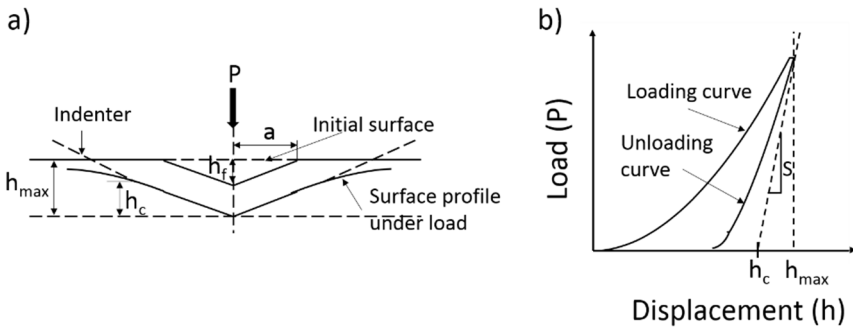 a)
P
Indenter
a
Initial surface
h_f
h_max
h_c
Surface profile
under load
b)
Load (P)
Loading curve
Unloading
curve
S
h_c
h_max
Displacement (h)